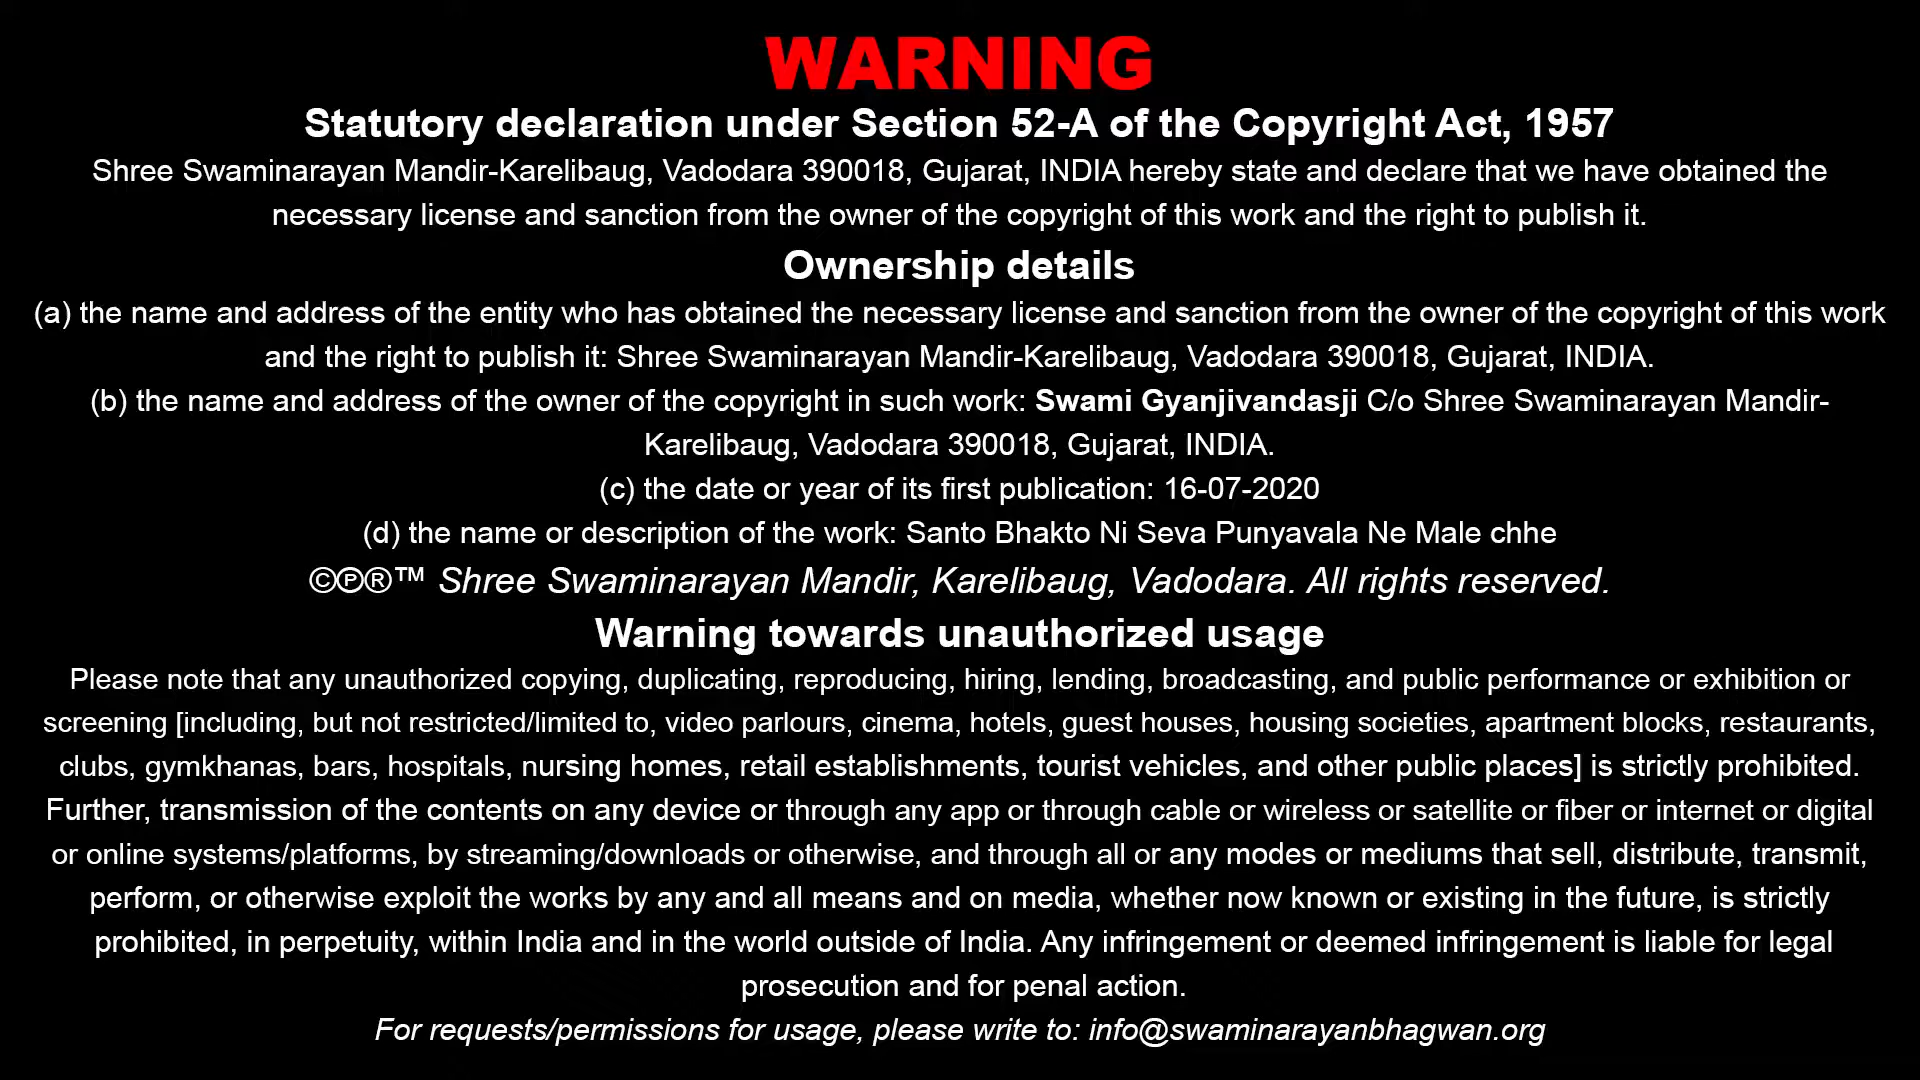 WARNING
Statutory declaration under Section 52-A of the Copyright Act, 1957
Shree Swaminarayan Mandir-Karelibaug, Vadodara 390018, Gujarat, INDIA hereby state and declare that we have obtained the
necessary license and sanction from the owner of the copyright of this work and the right to publish it.
Ownership details
(a) the name and address of the entity who has obtained the necessary license and sanction from the owner of the copyright of this work
and the right to publish it: Shree Swaminarayan Mandir-Karelibaug, Vadodara 390018, Gujarat, INDIA.
(b) the name and address of the owner of the copyright in such work: Swami Gyanjivandasji C/o Shree Swaminarayan Mandir-
Karelibaug, Vadodara 390018, Gujarat, INDIA.
(c) the date or year of its first publication: 16-07-2020
(d) the name or description of the work: Santo Bhakto Ni Seva Punyavala Ne Male chhe
©℗®™ Shree Swaminarayan Mandir, Karelibaug, Vadodara. All rights reserved.
Warning towards unauthorized usage
Please note that any unauthorized copying, duplicating, reproducing, hiring, lending, broadcasting, and public performance or exhibition or
screening [including, but not restricted/limited to, video parlours, cinema, hotels, guest houses, housing societies, apartment blocks, restaurants,
clubs, gymkhanas, bars, hospitals, nursing homes, retail establishments, tourist vehicles, and other public places] is strictly prohibited.
Further, transmission of the contents on any device or through any app or through cable or wireless or satellite or fiber or internet or digital
or online systems/platforms, by streaming/downloads or otherwise, and through all or any modes or mediums that sell, distribute, transmit,
perform, or otherwise exploit the works by any and all means and on media, whether now known or existing in the future, is strictly
prohibited, in perpetuity, within India and in the world outside of India. Any infringement or deemed infringement is liable for legal
prosecution and for penal action.
For requests/permissions for usage, please write to: info@swaminarayanbhagwan.org